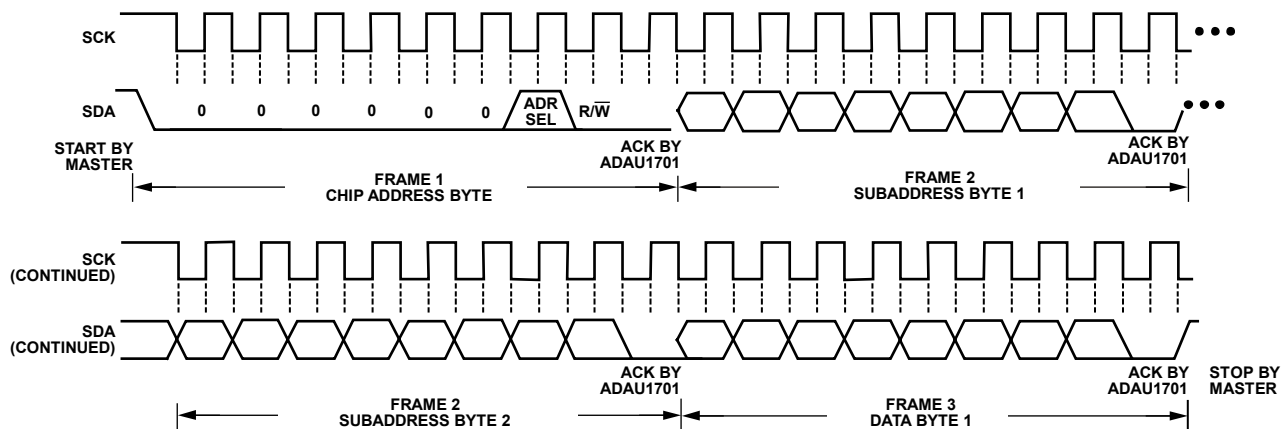 SCK
SDA
0 0 0 0 0 0 ADR SEL R/W̅
START BY
MASTER
ACK BY
ADAU1701
ACK BY
ADAU1701
FRAME 1
CHIP ADDRESS BYTE
FRAME 2
SUBADDRESS BYTE 1
SCK
(CONTINUED)
SDA
(CONTINUED)
ACK BY
ADAU1701
ACK BY
ADAU1701
STOP BY
MASTER
FRAME 2
SUBADDRESS BYTE 2
FRAME 3
DATA BYTE 1